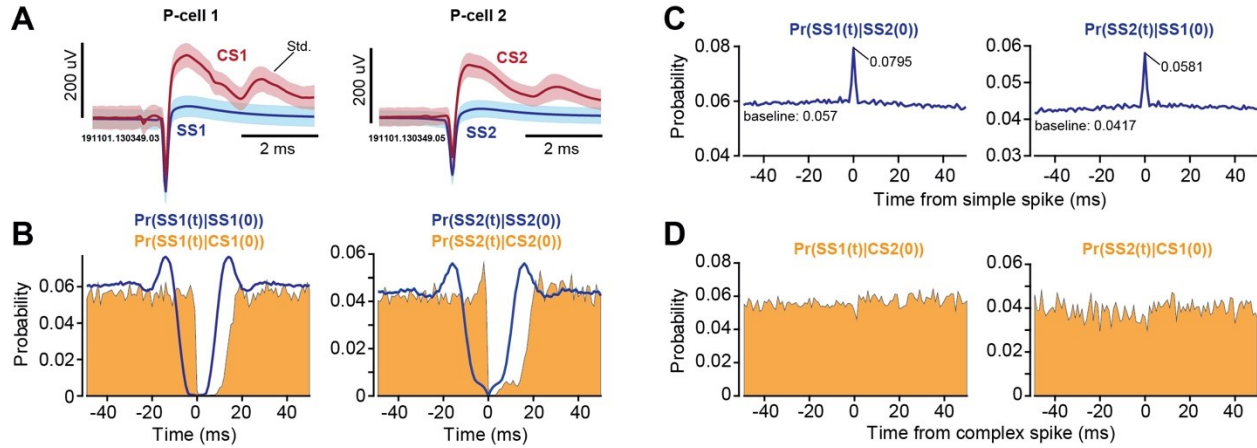 A
P-cell 1
P-cell 2
200 uV
CS1
Std.
SS1
191101.130349.03
2 ms
200 uV
CS2
SS2
191101.130349.05
2 ms
B
Pr(SS1(t)|SS1(0))
Pr(SS1(t)|CS1(0))
Probability
0.06
0.04
0.02
0
-40 -20 0 20 40
Time (ms)
Pr(SS2(t)|SS2(0))
Pr(SS2(t)|CS2(0))
0.06
0.04
0.02
0
-40 -20 0 20 40
Time (ms)
C
Pr(SS1(t)|SS2(0))
Probability
0.08
0.06
0.04
0.0795
baseline: 0.057
-40 -20 0 20 40
Pr(SS2(t)|SS1(0))
0.06
0.05
0.04
0.03
0.0581
baseline: 0.0417
-40 -20 0 20 40
Time from simple spike (ms)
D
Pr(SS1(t)|CS2(0))
Probability
0.08
0.06
0.04
0.02
0
-40 -20 0 20 40
Pr(SS2(t)|CS1(0))
0.06
0.04
0.02
0
-40 -20 0 20 40
Time from complex spike (ms)